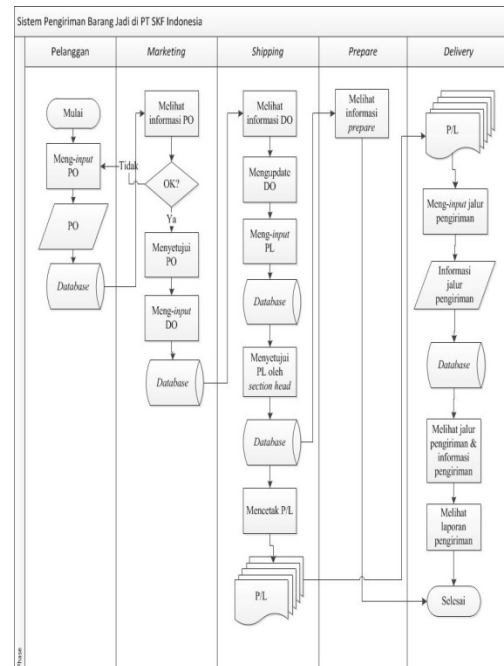 Sistem Pengiriman Barang Jadi di PT SKF Indonesia
Pelanggan
Marketing
Shipping
Prepare
Delivery
Mulai
Meng-input
PO
PO
Database
Melihat
informasi PO
OK?
Tidak
Ya
Menyetujui
PO
Meng-input
DO
Database
Melihat
informasi DO
Mengupdate
DO
Meng-input
PL
Database
Menyetujui
PL oleh
section head
Database
Mencetak P/L
P/L
Melihat
informasi
prepare
P/L
Meng-input jalur
pengiriman
Informasi
jalur
pengiriman
Database
Melihat jalur
pengiriman &
informasi
pengiriman
Melihat
laporan
pengiriman
Selesai
Phase